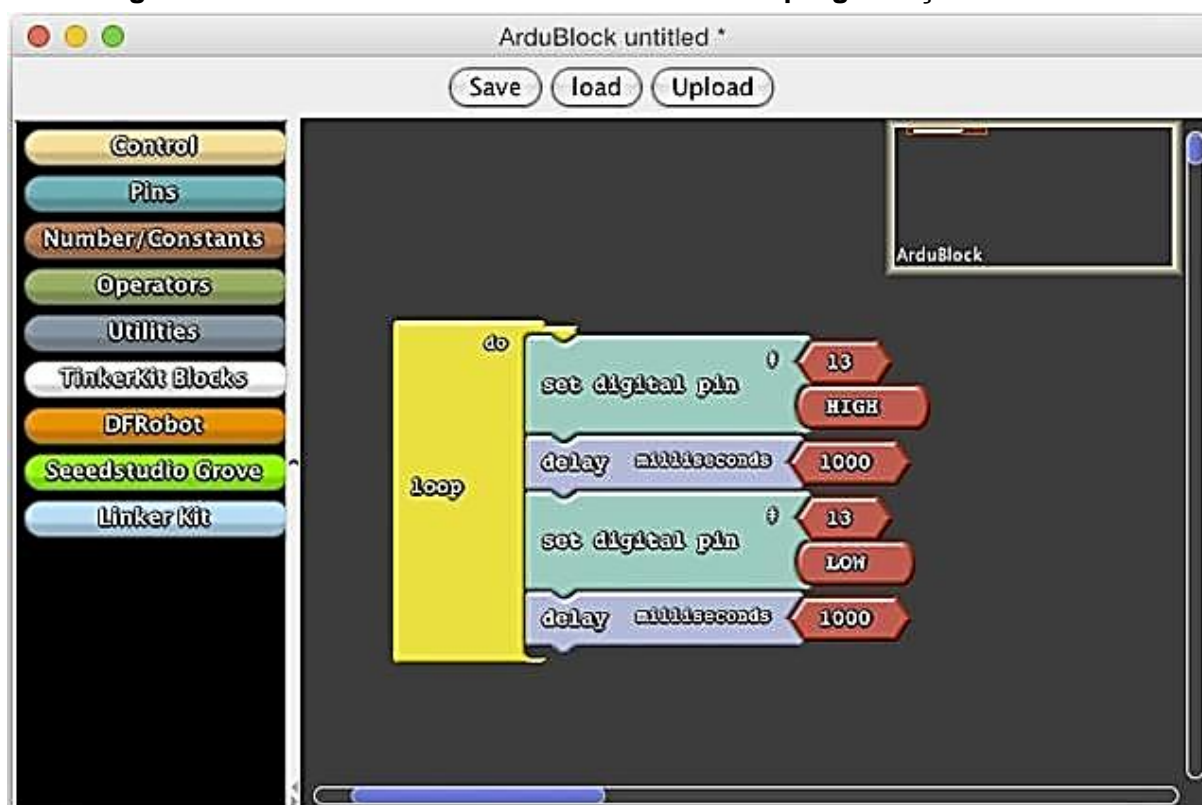 ArduBlock untitled *
Save load Upload
Control
Pins
Number/Constants
Operators
Utilities
TinkerKit Blocks
DFRobot
Seeedstudio Grove
Linker Kit
ArduBlock
loop
do
set digital pin
#
13
HIGH
delay milliseconds 1000
set digital pin
#
13
LOW
delay milliseconds 1000